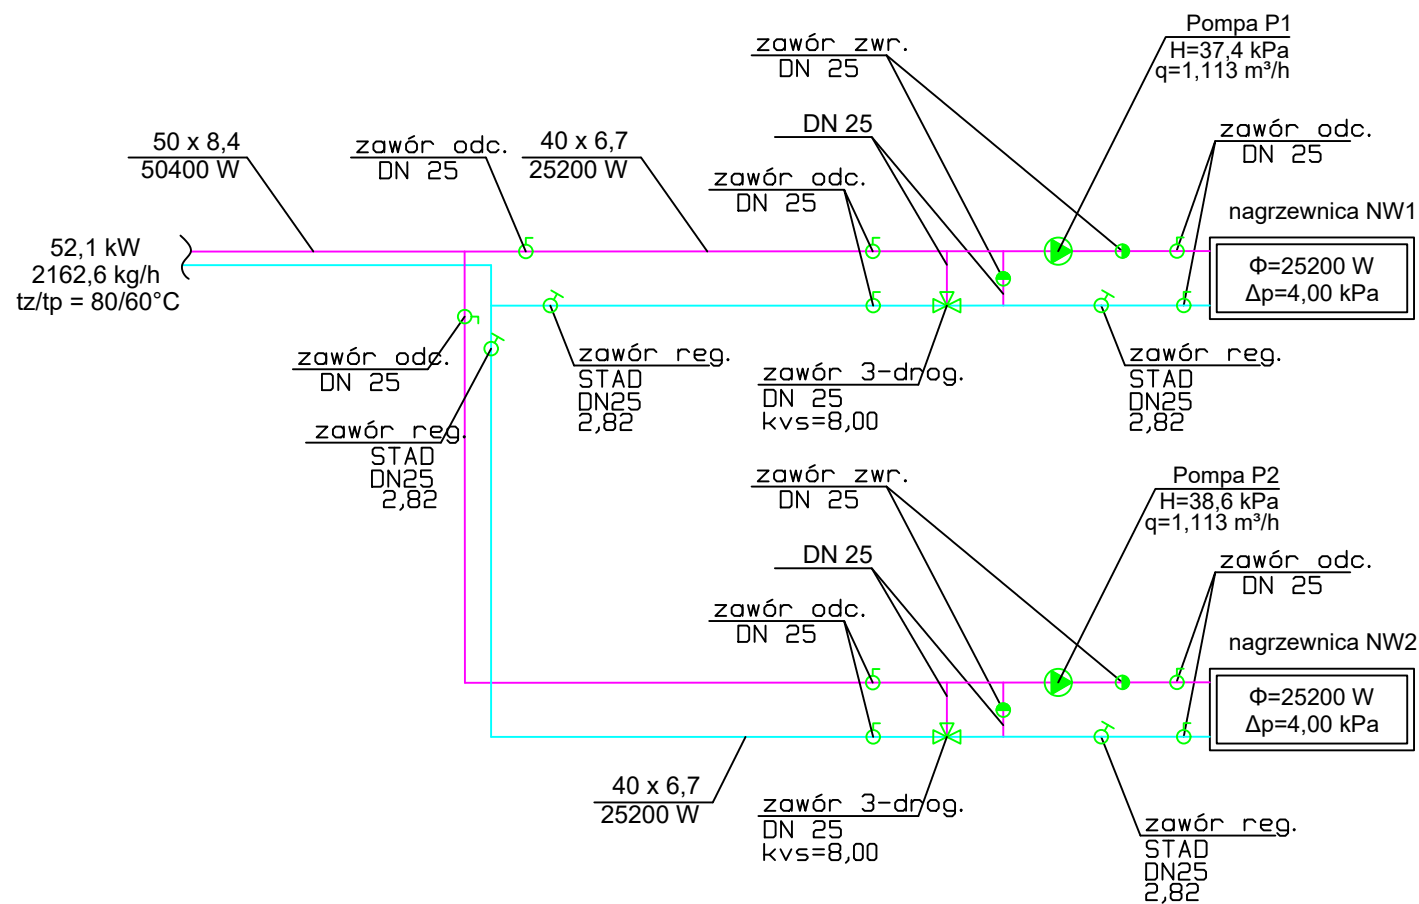 Pompa P1
H=37,4 kPa
q=1,113 m³/h
zawór zwr.
DN 25
DN 25
zawór odc.
DN 25
50 x 8,4
50400 W
zawór odc.
DN 25
40 x 6,7
25200 W
zawór odc.
DN 25
nagrzewnica NW1
52,1 kW
2162,6 kg/h
tz/tp = 80/60°C
Φ=25200 W
Δp=4,00 kPa
zawór odc.
DN 25
zawór reg.
STAD
DN25
2,82
zawór 3-drog.
DN 25
kvs=8,00
zawór reg.
STAD
DN25
2,82
zawór reg.
STAD
DN25
2,82
zawór zwr.
DN 25
Pompa P2
H=38,6 kPa
q=1,113 m³/h
DN 25
zawór odc.
DN 25
zawór odc.
DN 25
nagrzewnica NW2
Φ=25200 W
Δp=4,00 kPa
40 x 6,7
25200 W
zawór 3-drog.
DN 25
kvs=8,00
zawór reg.
STAD
DN25
2,82